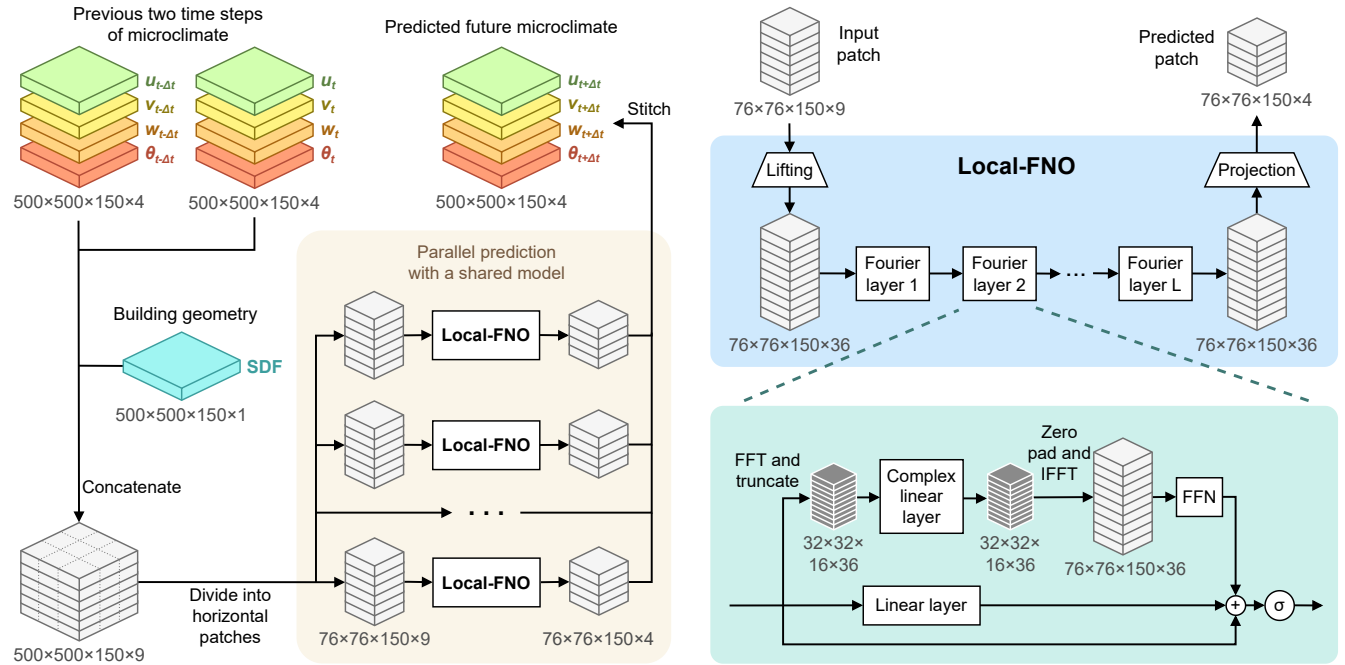 Previous two time steps
of microclimate
u_{t-Δt}
v_{t-Δt}
w_{t-Δt}
θ_{t-Δt}
500×500×150×4
u_t
v_t
w_t
θ_t
500×500×150×4
Predicted future microclimate
u_{t+Δt}
v_{t+Δt}
w_{t+Δt}
θ_{t+Δt}
500×500×150×4
Stitch
Building geometry
SDF
500×500×150×1
Concatenate
500×500×150×9
Divide into
horizontal
patches
Parallel prediction
with a shared model
Local-FNO
Local-FNO
· · ·
Local-FNO
76×76×150×9
76×76×150×4
Input
patch
76×76×150×9
Predicted
patch
76×76×150×4
Local-FNO
Lifting
Projection
76×76×150×36
Fourier
layer 1
Fourier
layer 2
···
Fourier
layer L
76×76×150×36
FFT and
truncate
32×32×
16×36
Complex
linear
layer
32×32×
16×36
Zero
pad and
IFFT
76×76×150×36
FFN
Linear layer
+
σ